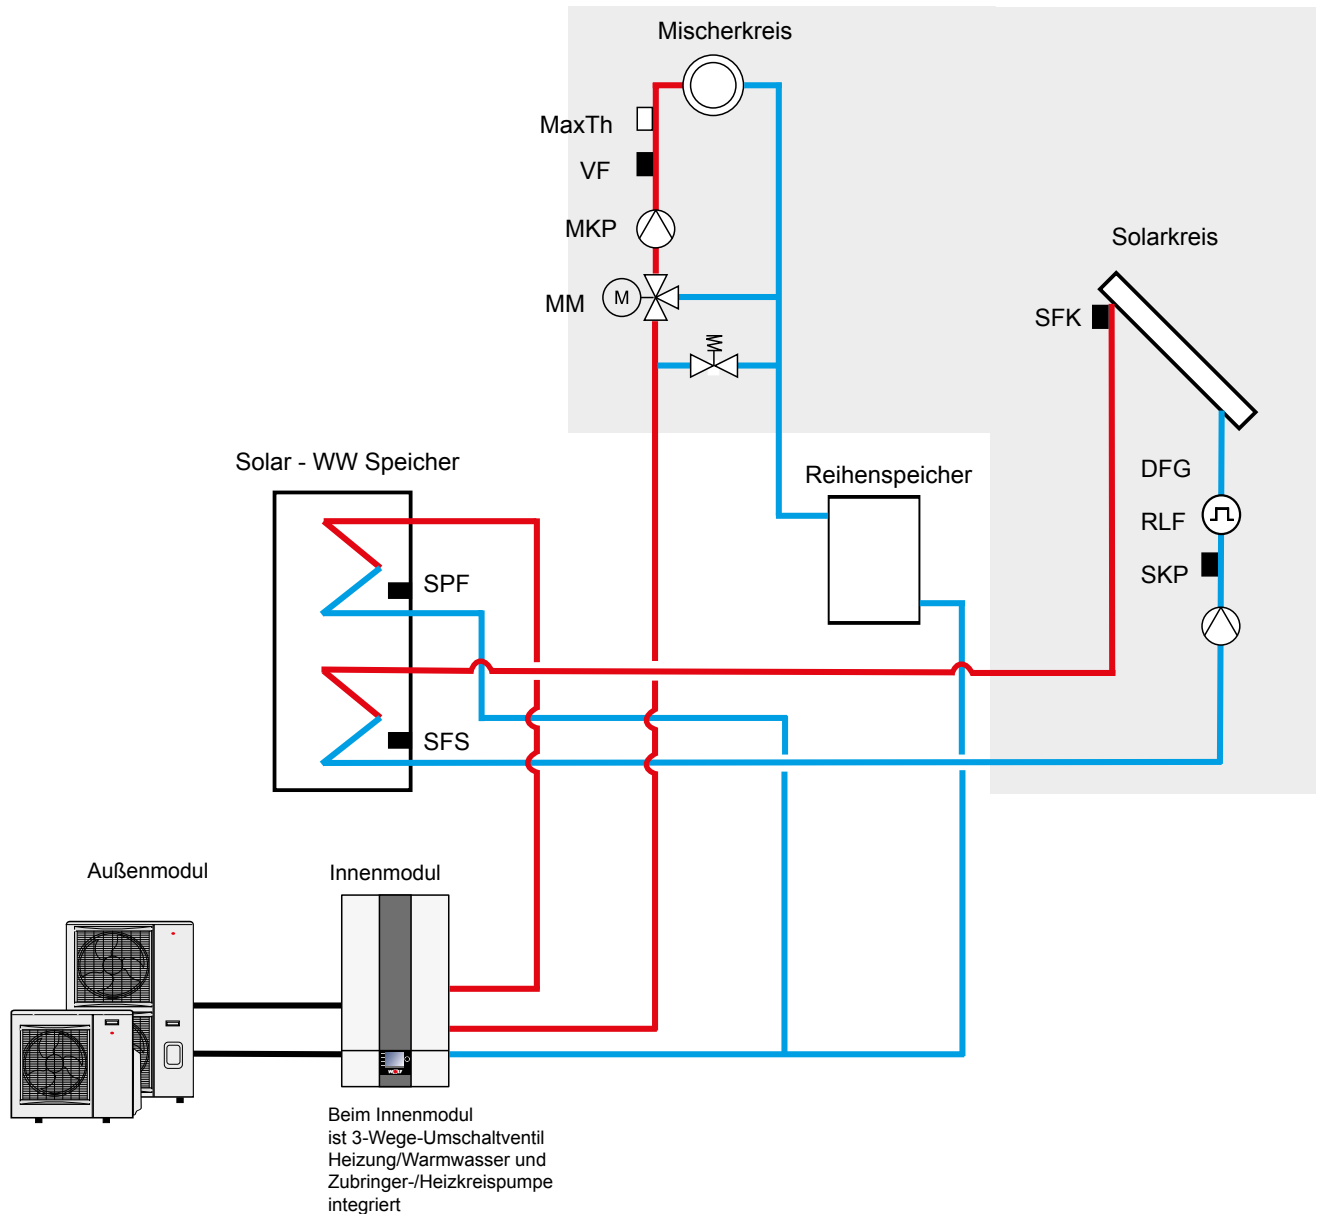 Mischerkreis
MaxTh
VF
MKP
MM
M
Solarkreis
SFK
DFG
RLF
SKP
Solar - WW Speicher
Reihenspeicher
SPF
SFS
Außenmodul
Innenmodul
WOLF
Beim Innenmodul
ist 3-Wege-Umschaltventil
Heizung/Warmwasser und
Zubringer-/Heizkreispumpe
integriert